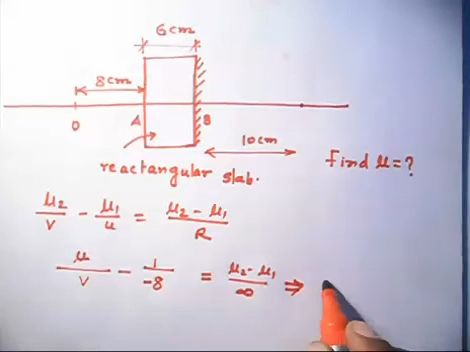 6cm
8cm
O A B
10cm
reactangular slab.
find μ = ?
μ₂/v - μ₁/u = μ₂ - μ₁/R
μ/v - 1/-8 = μ₂ - μ₁/∞ ⇒